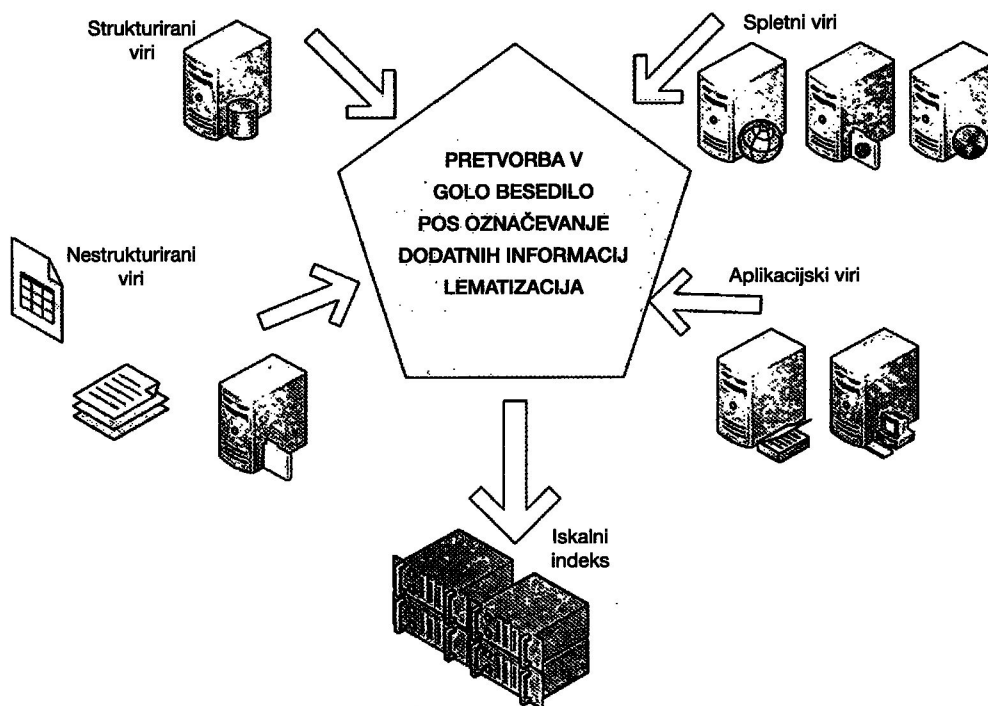 Strukturirani
viri
Spletni viri
PRETVORBA V
GOLO BESEDILO
POS OZNAČEVANJE
DODATNIH INFORMACIJ
LEMATIZACIJA
Nestrukturirani
viri
Aplikacijski viri
Iskalni
indeks